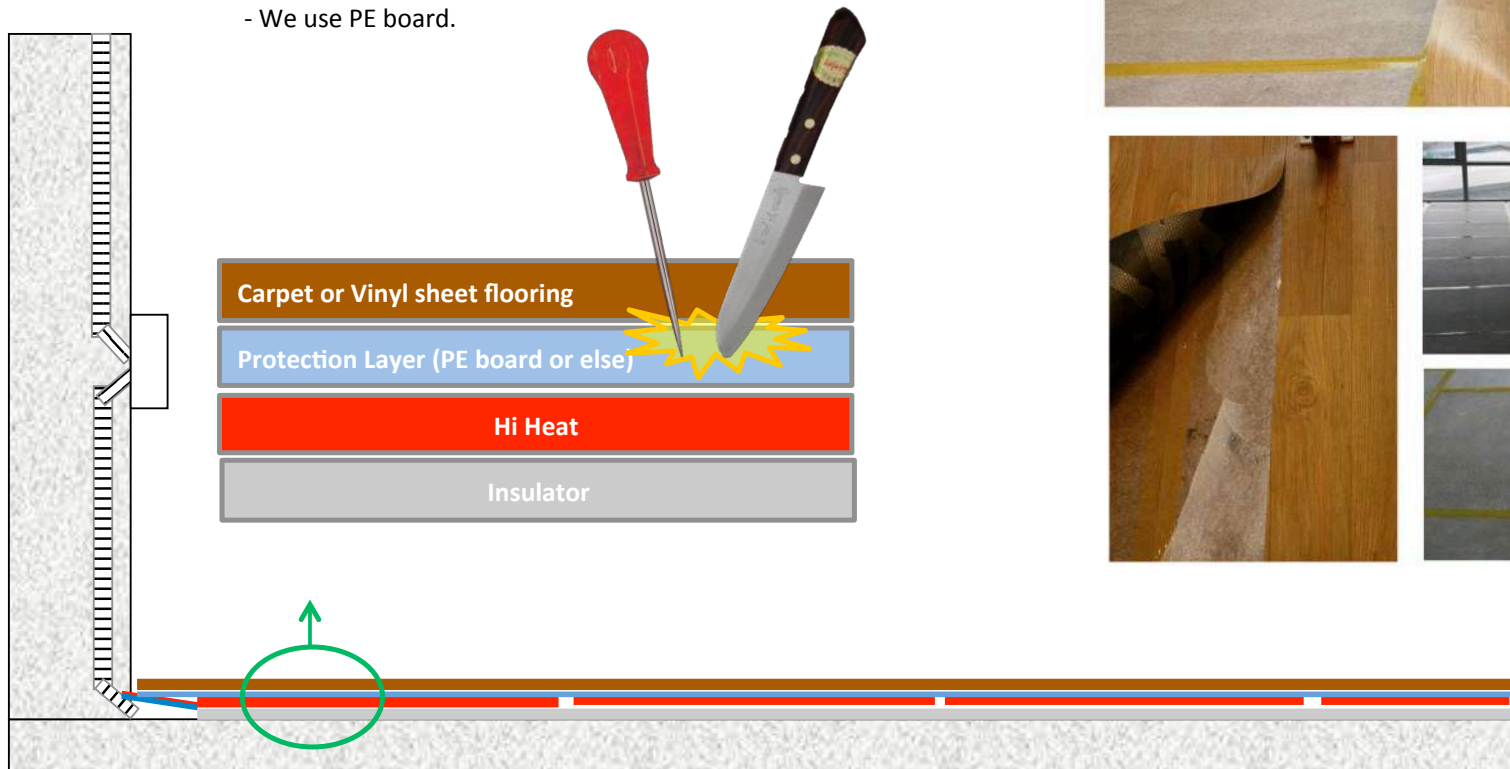 - We use PE board.
Carpet or Vinyl sheet flooring
Protection Layer (PE board or else)
Hi Heat
Insulator